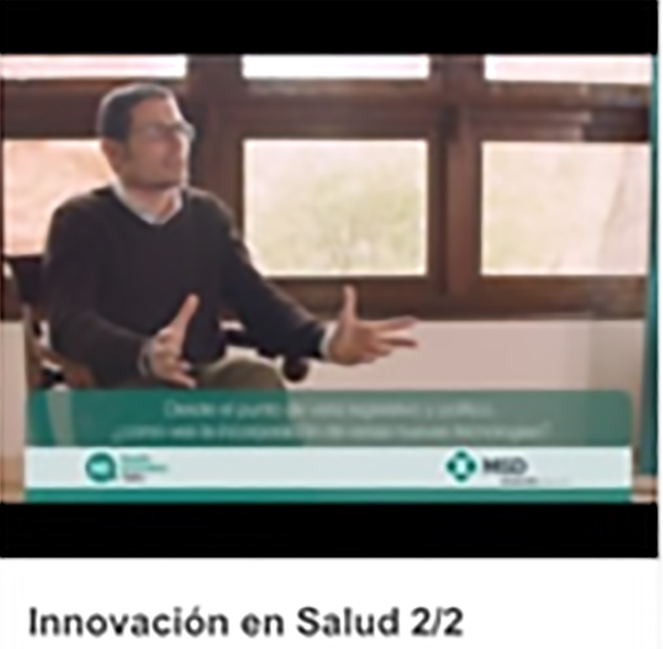 Desde el punto de vista legislativo y político,
¿cómo ves la incorporación de estas nuevas tecnologías?
MSD
Innovación en Salud 2/2